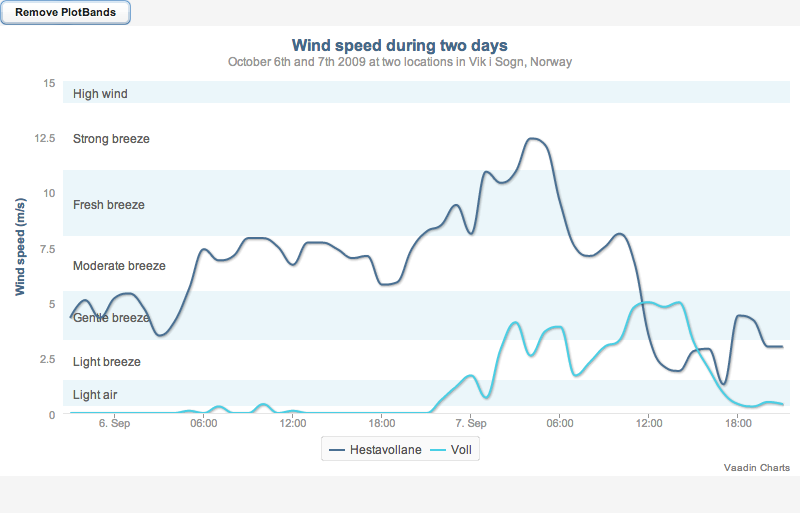 Remove PlotBands
Wind speed during two days
October 6th and 7th 2009 at two locations in Vik i Sogn, Norway
Wind speed (m/s)
15
High wind
12.5
Strong breeze
10
Fresh breeze
7.5
Moderate breeze
5
Gentle breeze
2.5
Light breeze
Light air
0
6. Sep 06:00 12:00 18:00 7. Sep 06:00 12:00 18:00
Hestavollane Voll
Vaadin Charts